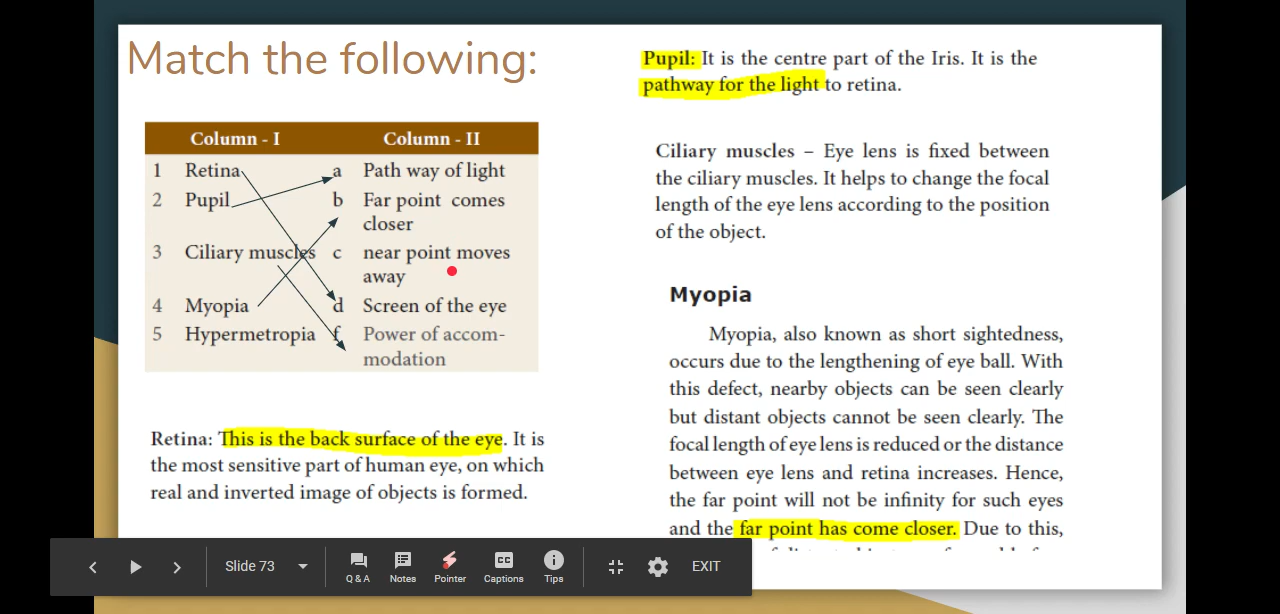 Match the following:
Column - I Column - II
1 Retina a Path way of light
2 Pupil b Far point comes
closer
3 Ciliary muscles c near point moves
away
4 Myopia d Screen of the eye
5 Hypermetropia f Power of accom-
modation
Retina: This is the back surface of the eye. It is
the most sensitive part of human eye, on which
real and inverted image of objects is formed.
Pupil: It is the centre part of the Iris. It is the
pathway for the light to retina.
Ciliary muscles – Eye lens is fixed between
the ciliary muscles. It helps to change the focal
length of the eye lens according to the position
of the object.
Myopia
Myopia, also known as short sightedness,
occurs due to the lengthening of eye ball. With
this defect, nearby objects can be seen clearly
but distant objects cannot be seen clearly. The
focal length of eye lens is reduced or the distance
between eye lens and retina increases. Hence,
the far point will not be infinity for such eyes
and the far point has come closer. Due to this,
Slide 73
Q & A Notes Pointer CC Captions Tips EXIT